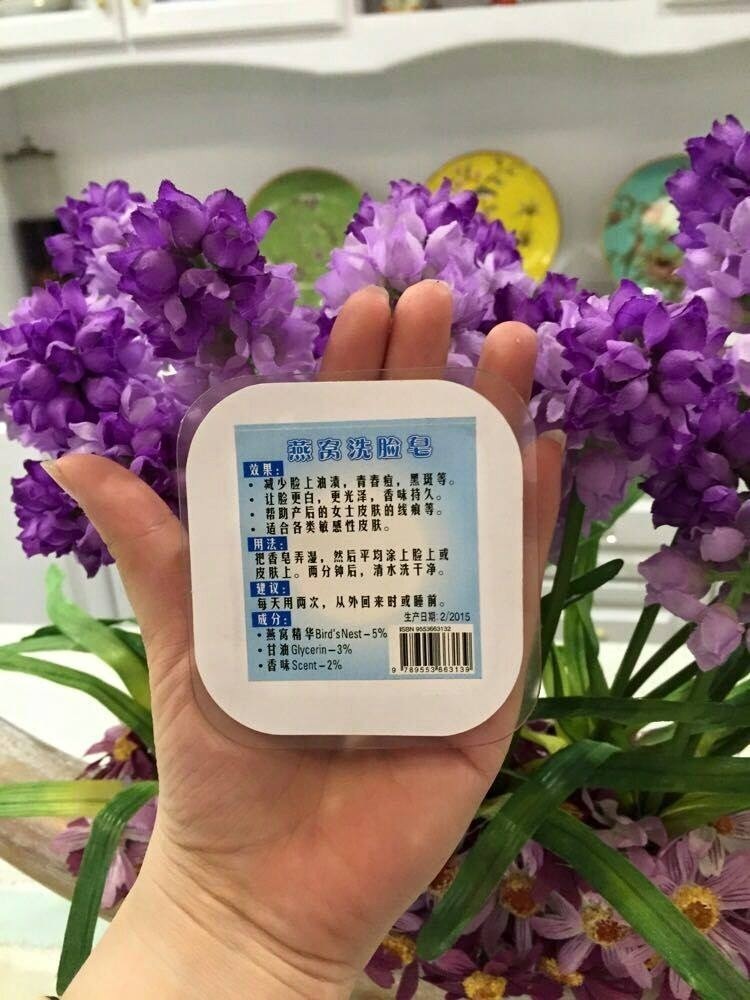 燕窝洗脸皂
效果:
• 减少脸上油渍, 青春痘, 黑斑等。
• 让脸更白, 更光泽, 香味持久。
• 帮助产后的女士皮肤的线痕等。
• 适合各类敏感性皮肤。
用法:
把香皂弄湿, 然后平均涂上脸上或
皮肤上。两分钟后, 清水洗干净。
建议:
每天用两次, 从外回来时或睡前。
成分:
• 燕窝精华Bird's Nest – 5%
• 甘油Glycerin – 3%
• 香味Scent – 2%
生产日期: 2/2015
ISBN 9553663132
9 789553 663139